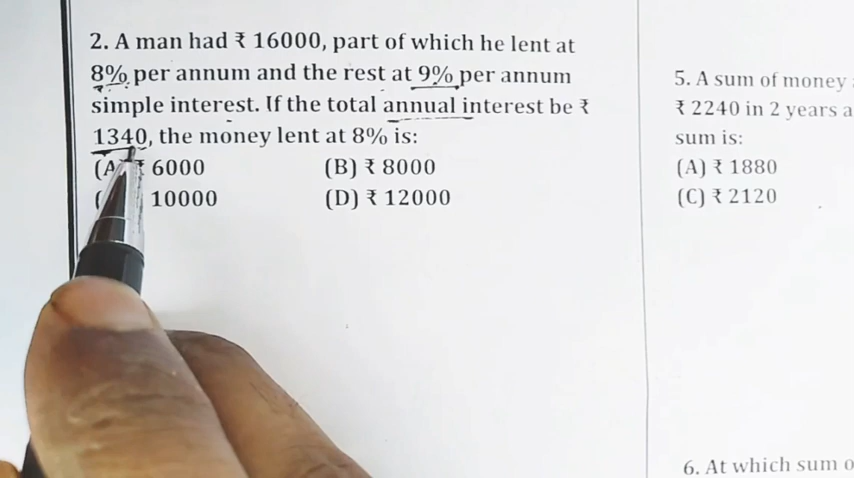 2. A man had ₹ 16000, part of which he lent at
8% per annum and the rest at 9% per annum
simple interest. If the total annual interest be ₹
1340, the money lent at 8% is:
(A) ₹ 6000
(B) ₹ 8000
10000
(D) ₹ 12000
5. A sum of money
₹ 2240 in 2 years a
sum is:
(A) ₹ 1880
(C) ₹ 2120
6. At which sum o